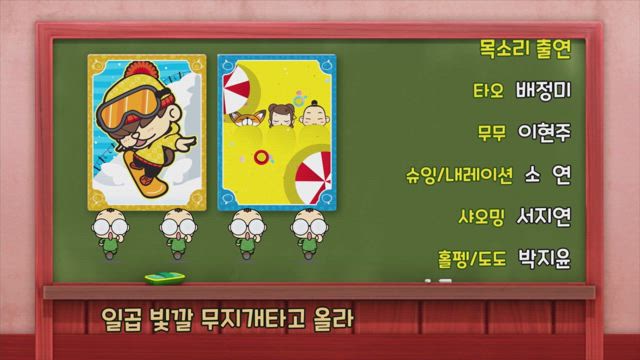 목소리 출연
타오 배정미
무무 이현주
슈잉/내레이션 소 연
샤오밍 서지연
홀펭/도도 박지윤
일곱 빛깔 무지개타고 올라